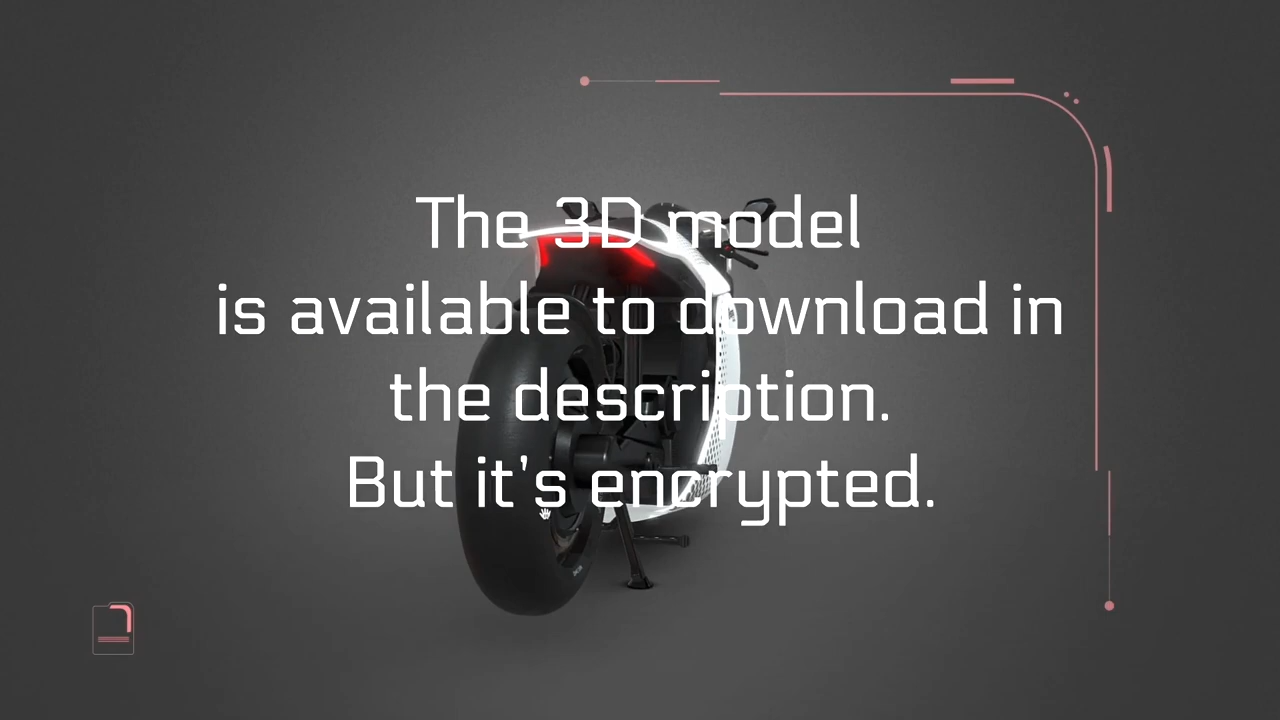 The 3D model
is available to download in
the description.
But it's encrypted.